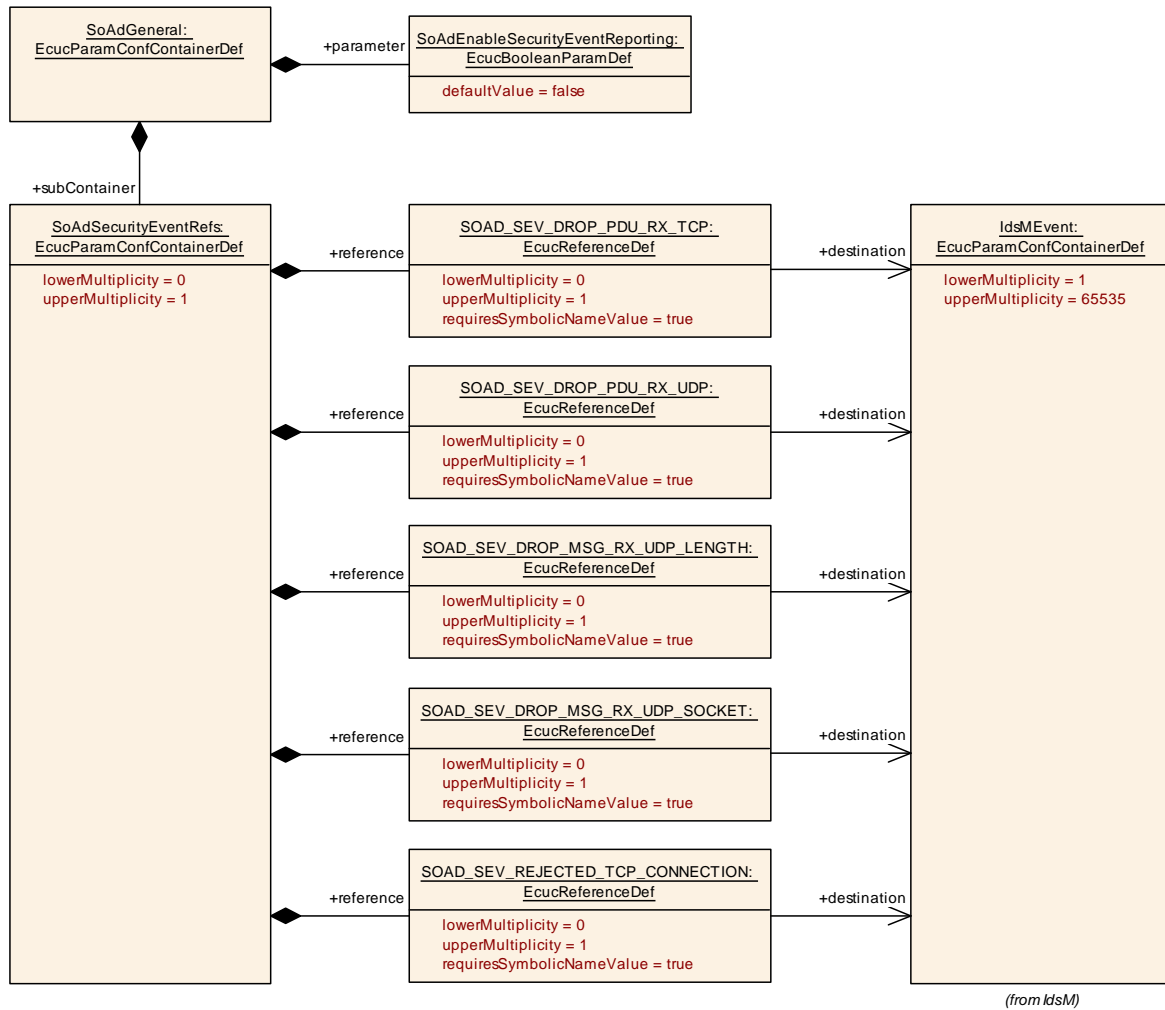 SoAdGeneral:
EcucParamConfContainerDef
+parameter
SoAdEnableSecurityEventReporting:
EcucBooleanParamDef
defaultValue = false
+subContainer
SoAdSecurityEventRefs:
EcucParamConfContainerDef
lowerMultiplicity = 0
upperMultiplicity = 1
+reference
SOAD_SEV_DROP_PDU_RX_TCP:
EcucReferenceDef
lowerMultiplicity = 0
upperMultiplicity = 1
requiresSymbolicNameValue = true
+destination
IdsMEvent:
EcucParamConfContainerDef
lowerMultiplicity = 1
upperMultiplicity = 65535
+reference
SOAD_SEV_DROP_PDU_RX_UDP:
EcucReferenceDef
lowerMultiplicity = 0
upperMultiplicity = 1
requiresSymbolicNameValue = true
+destination
+reference
SOAD_SEV_DROP_MSG_RX_UDP_LENGTH:
EcucReferenceDef
lowerMultiplicity = 0
upperMultiplicity = 1
requiresSymbolicNameValue = true
+destination
+reference
SOAD_SEV_DROP_MSG_RX_UDP_SOCKET:
EcucReferenceDef
lowerMultiplicity = 0
upperMultiplicity = 1
requiresSymbolicNameValue = true
+destination
+reference
SOAD_SEV_REJECTED_TCP_CONNECTION:
EcucReferenceDef
lowerMultiplicity = 0
upperMultiplicity = 1
requiresSymbolicNameValue = true
+destination
(from IdsM)